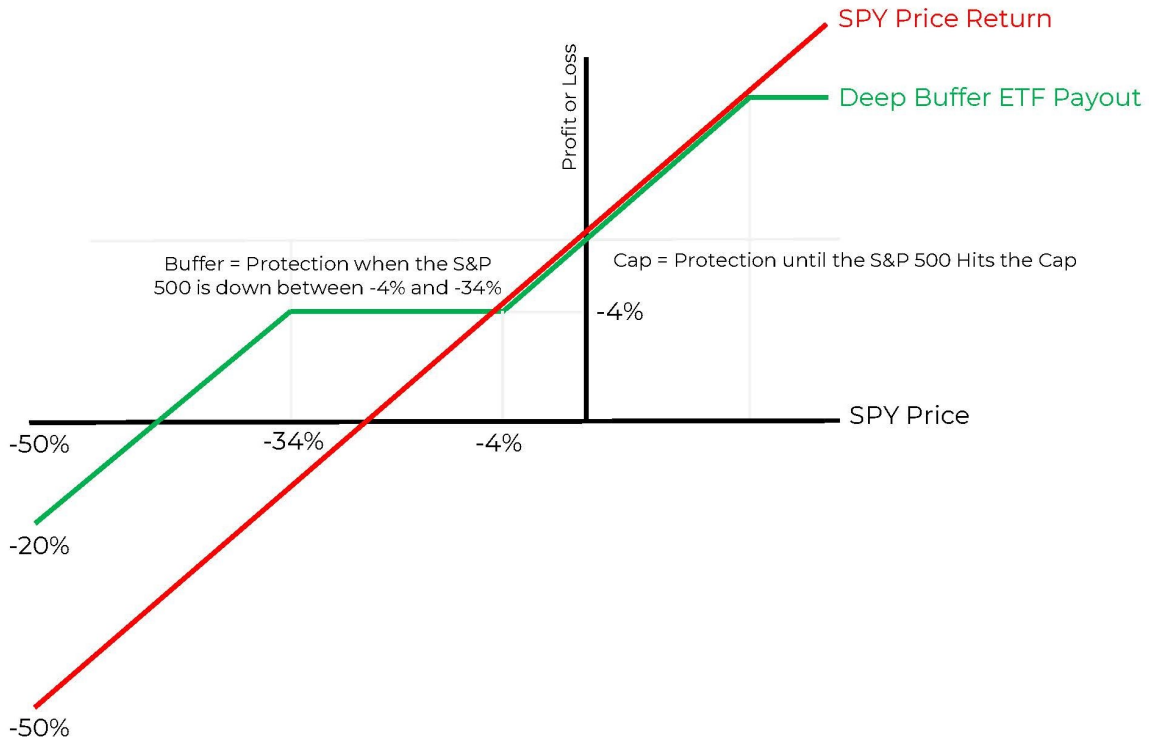 SPY Price Return
Profit or Loss
Deep Buffer ETF Payout
Buffer = Protection when the S&P
500 is down between -4% and -34%
Cap = Protection until the S&P 500 Hits the Cap
-4%
SPY Price
-50%
-34%
-4%
-20%
-50%